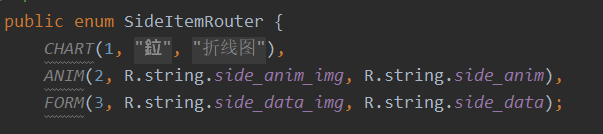 public enum SideItemRouter {
CHART(1, "鉝", "折线图"),
ANIM(2, R.string.side_anim_img, R.string.side_anim),
FORM(3, R.string.side_data_img, R.string.side_data);